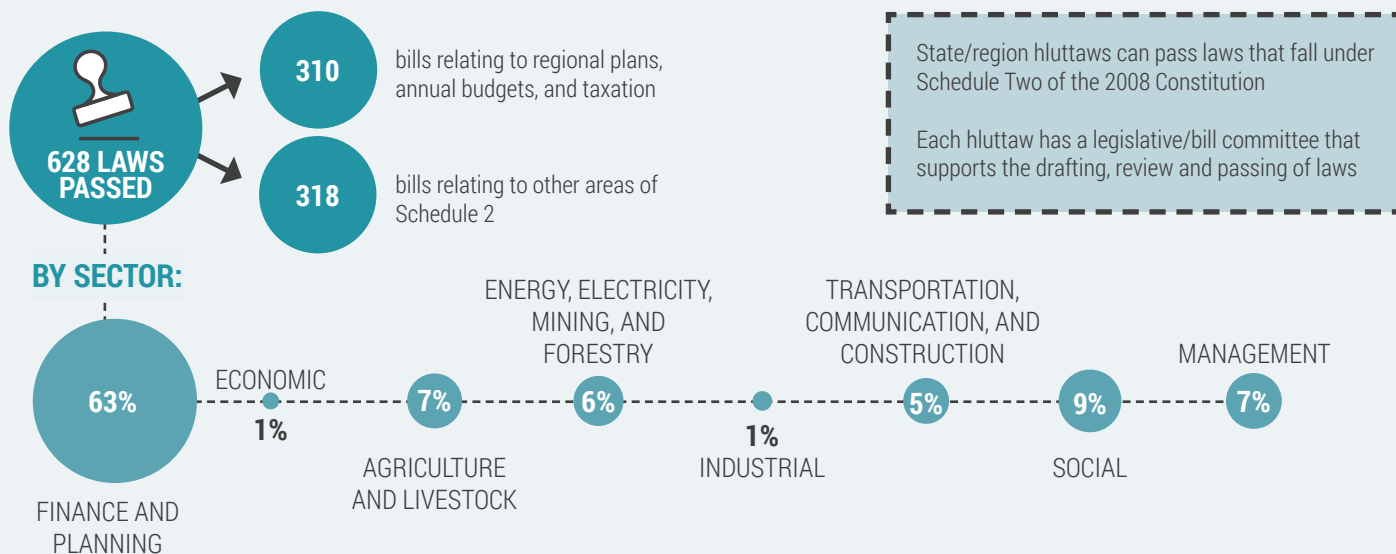 628 LAWS
PASSED
310
bills relating to regional plans,
annual budgets, and taxation
318
bills relating to other areas of
Schedule 2
State/region hluttaws can pass laws that fall under
Schedule Two of the 2008 Constitution
Each hluttaw has a legislative/bill committee that
supports the drafting, review and passing of laws
BY SECTOR:
63%
FINANCE AND
PLANNING
ECONOMIC
1%
7%
AGRICULTURE
AND LIVESTOCK
ENERGY, ELECTRICITY,
MINING, AND
FORESTRY
6%
1%
INDUSTRIAL
TRANSPORTATION,
COMMUNICATION, AND
CONSTRUCTION
5%
9%
SOCIAL
MANAGEMENT
7%